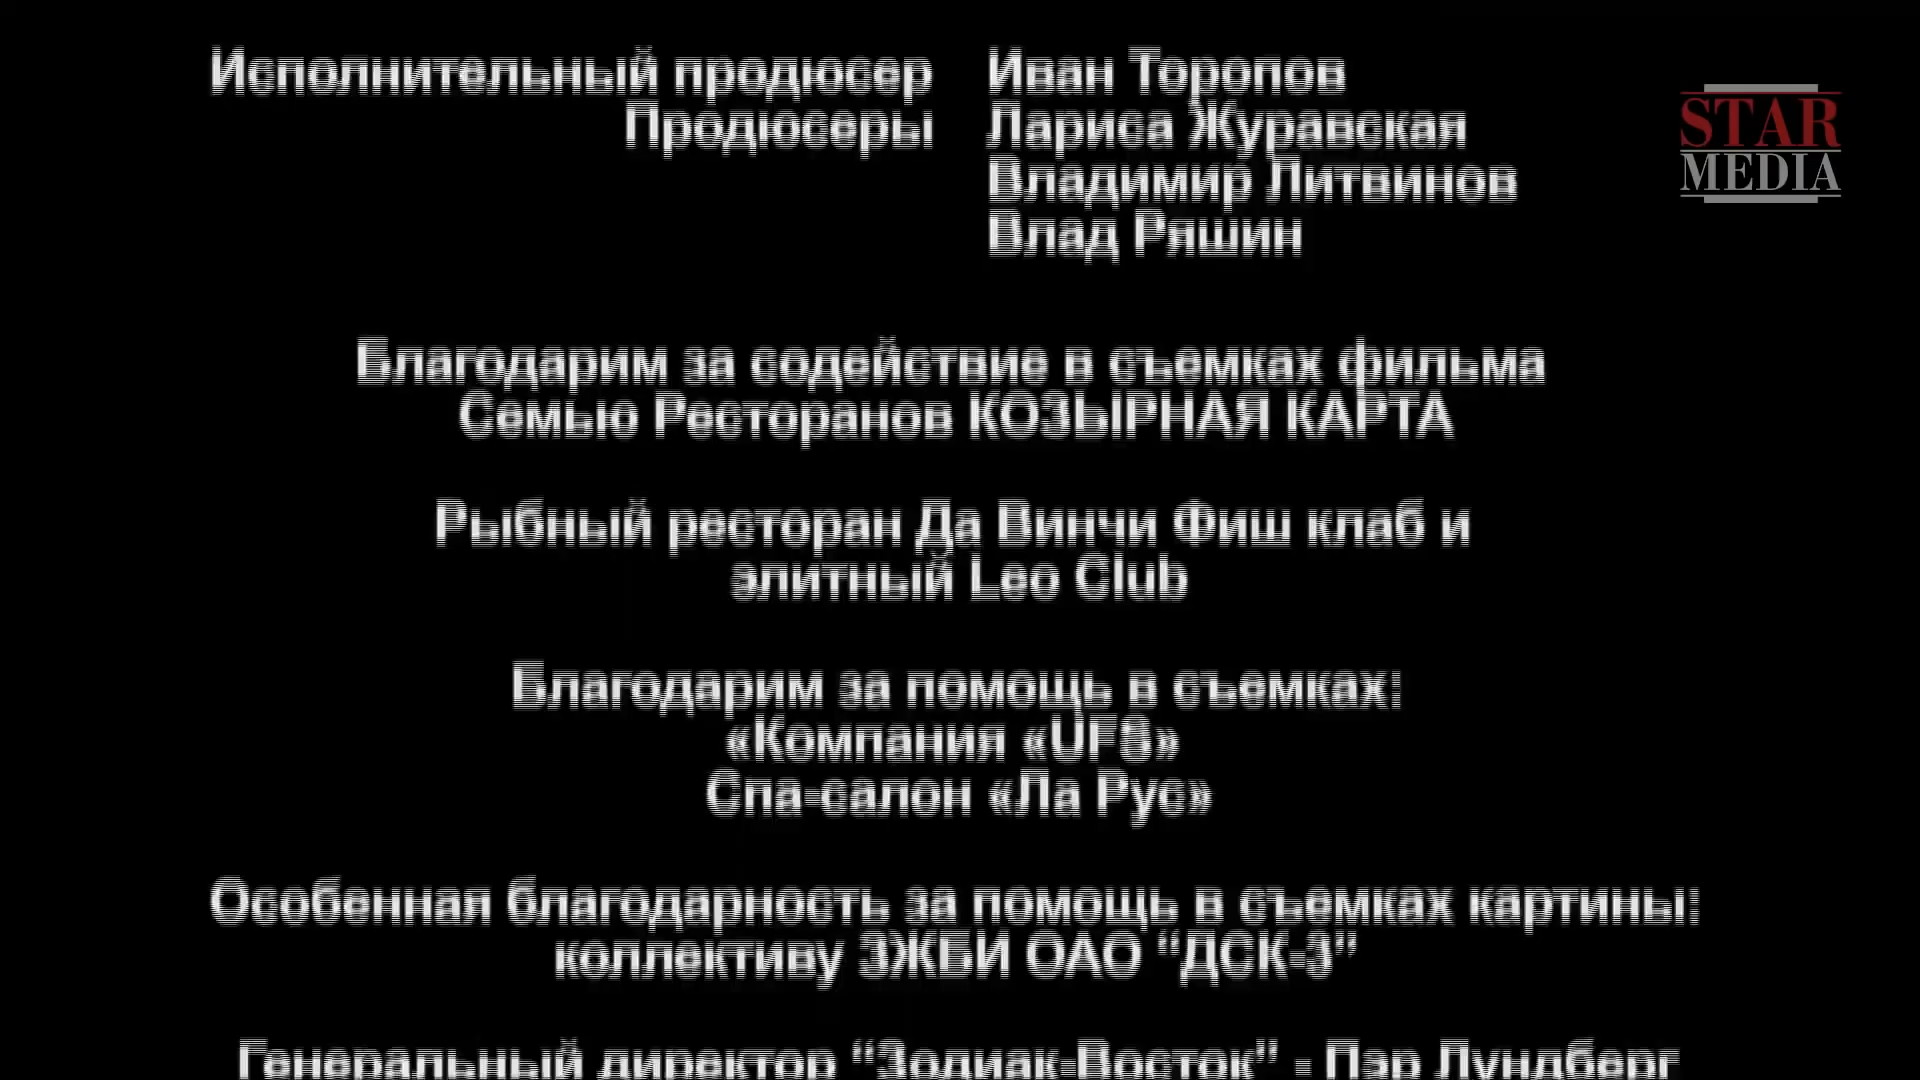 Исполнительный продюсер Иван Торопов
Продюсеры Лариса Журавская
Владимир Литвинов
Влад Ряшин
STAR
MEDIA
Благодарим за содействие в съемках фильма
Семью Ресторанов КОЗЫРНАЯ КАРТА
Рыбный ресторан Да Винчи Фиш клаб и
элитный Leo Club
Благодарим за помощь в съемках:
«Компания «UFS»
Спа-салон «Ла Рус»
Особенная благодарность за помощь в съемках картины:
коллективу ЗЖБИ ОАО “ДСК-3”
Генеральный директор “Зодиак-Восток” - Пэр Лундберг